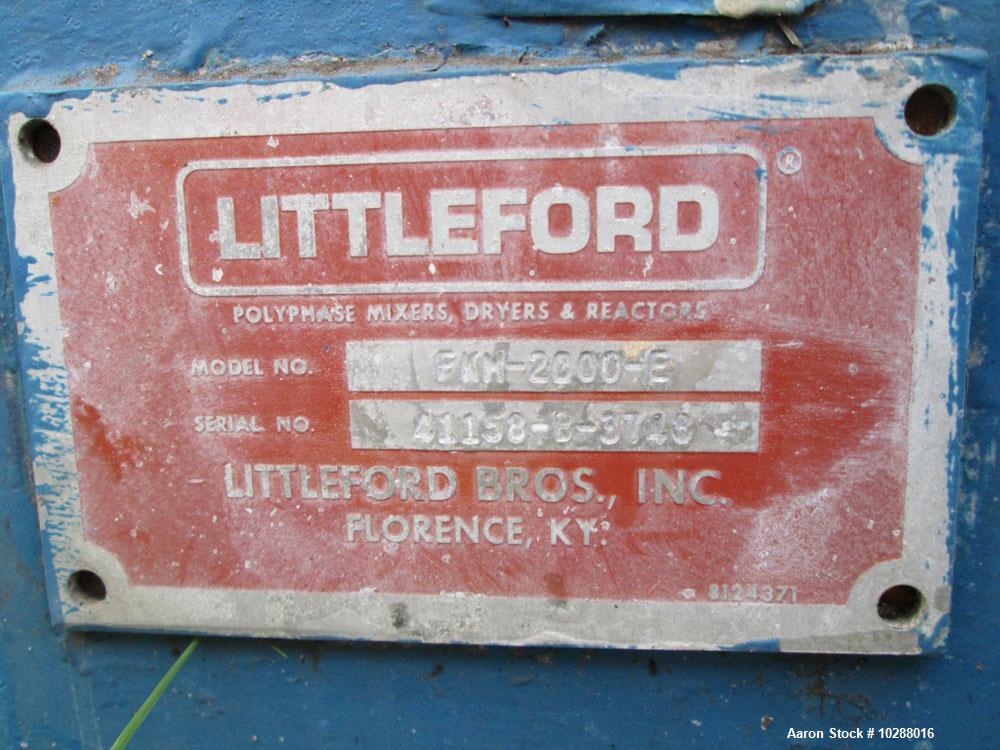 LITTLEFORD ®
POLYPHASE MIXERS, DRYERS & REACTORS
MODEL NO. FKM-2000-E
SERIAL NO.
LITTLEFORD BROS., INC.
FLORENCE, KY.
8124371
Aaron Stock # 10288016